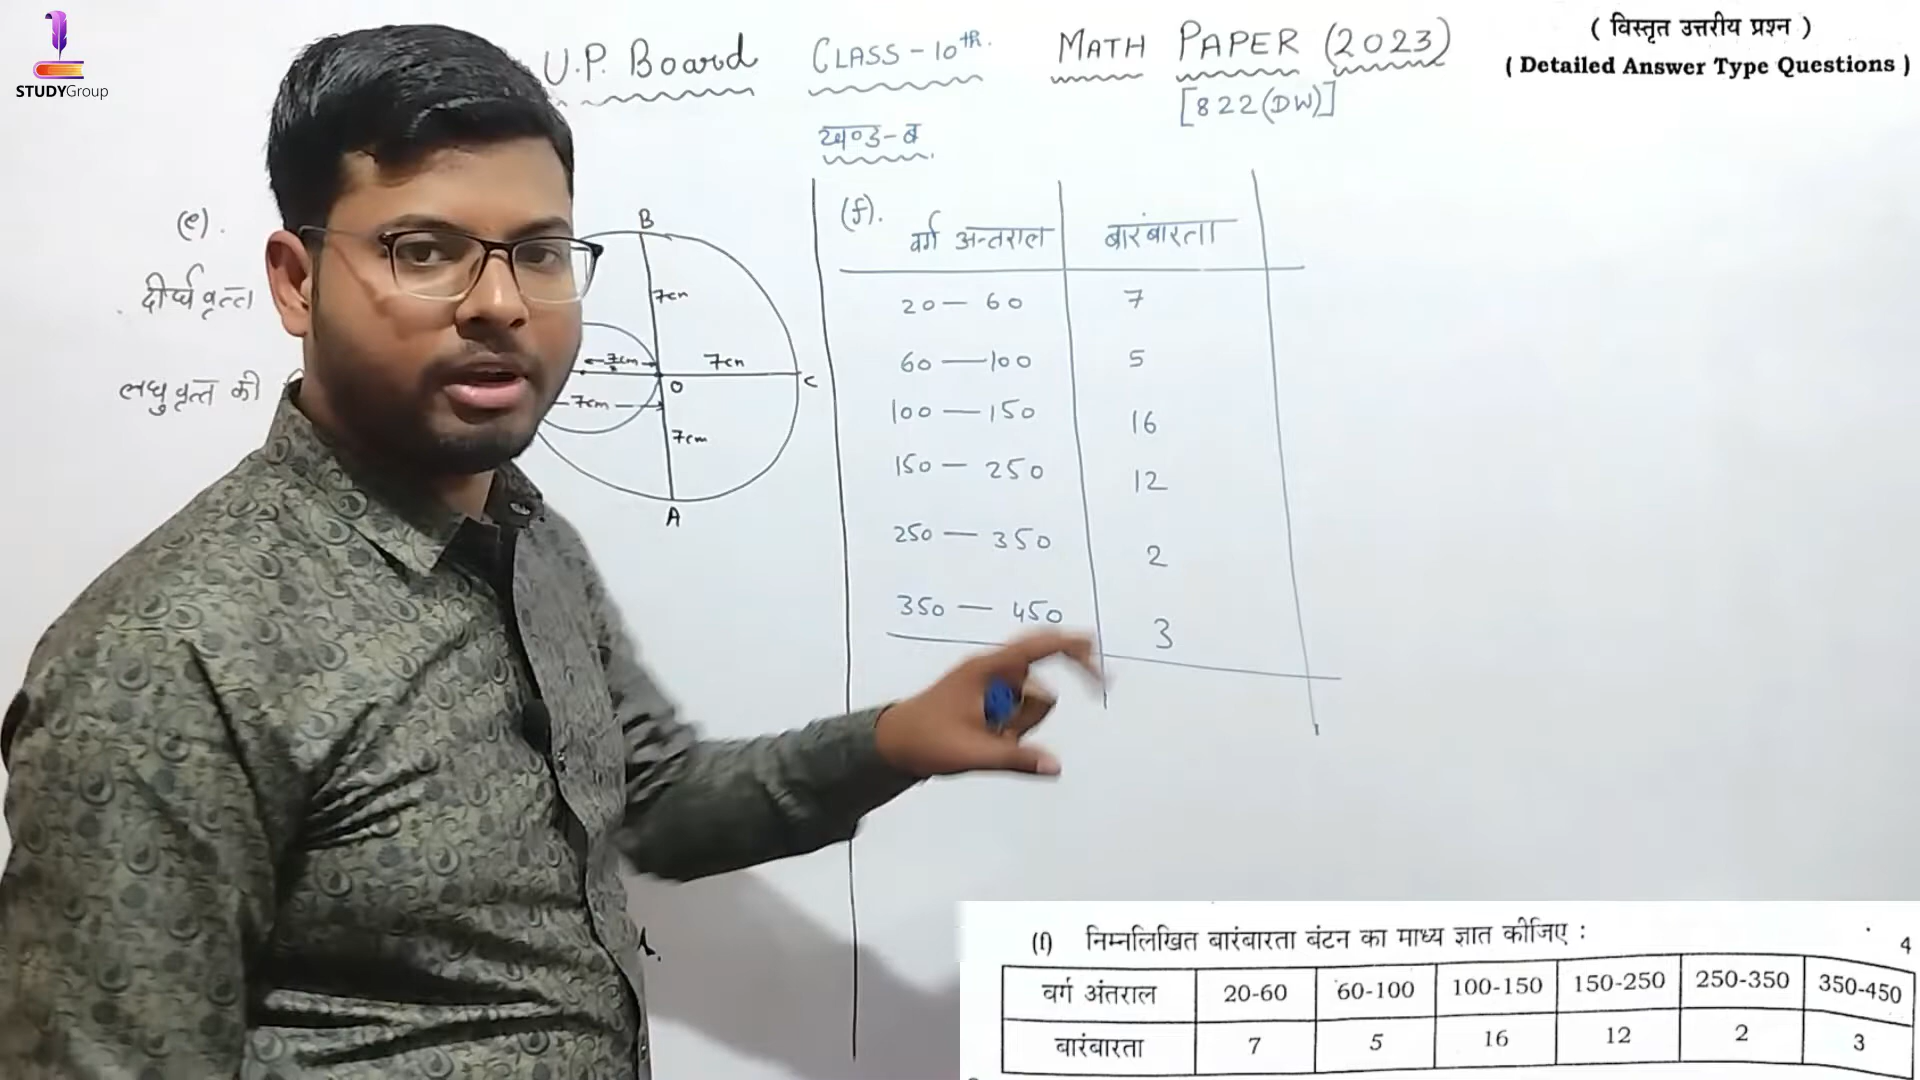 STUDYGroup
U.P. Board CLASS-10th. MATH PAPER (2023)
[822(DW)]
( विस्तृत उत्तरीय प्रश्न )
( Detailed Answer Type Questions )
खण्ड-ब
(e).
दीर्घ वृत्त
लघु वृत्त की
B
7cm
7cm
7cm
O
C
7cm
7cm
A
(f).
वर्ग अन्तराल बारंबारता
20 — 60 7
60 — 100 5
100 — 150 16
150 — 250 12
250 — 350 2
350 — 450 3
(f) निम्नलिखित बारंबारता बंटन का माध्य ज्ञात कीजिए : 4
वर्ग अंतराल 20-60 60-100 100-150 150-250 250-350 350-450
बारंबारता 7 5 16 12 2 3